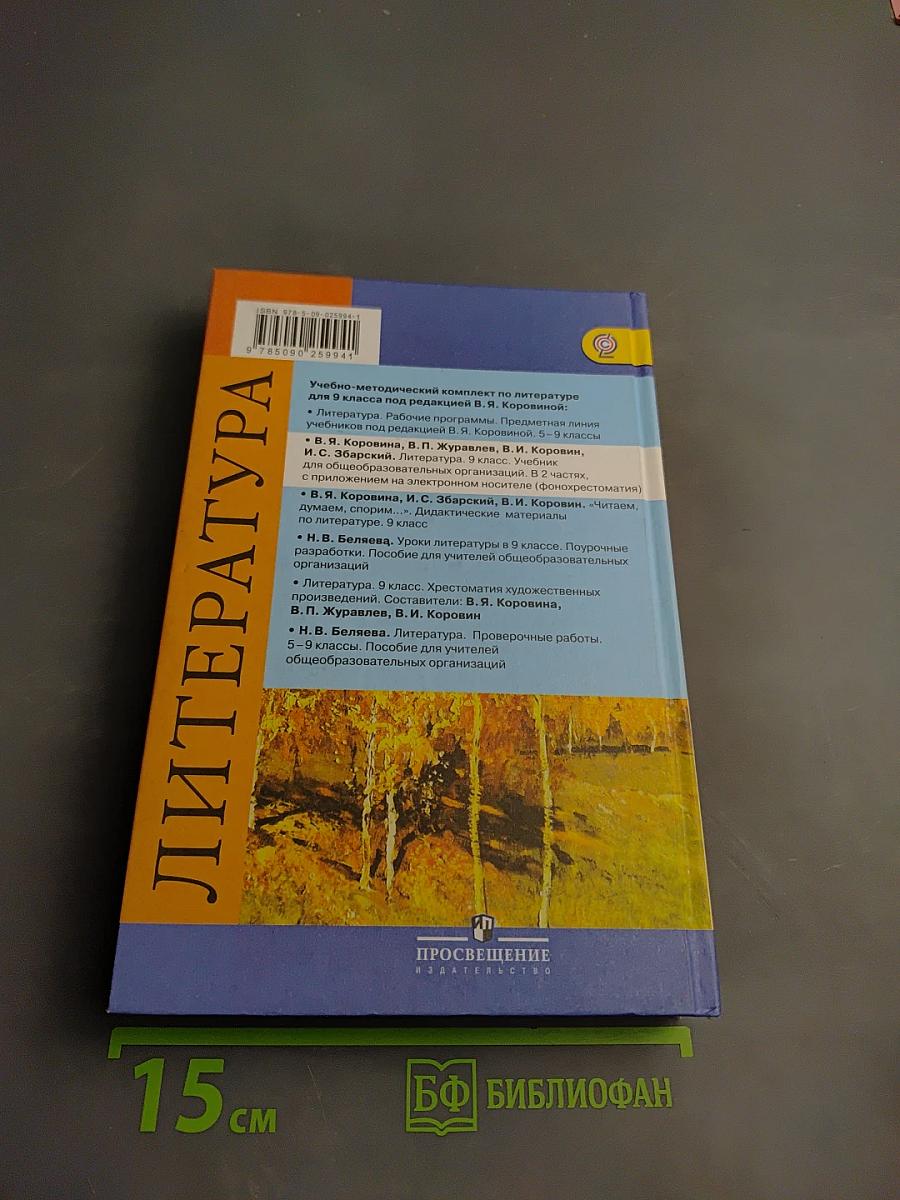 ISBN 978-5-09-025994-1
9 785090 259941
ЛИТЕРАТУРА
Учебно-методический комплект по литературе
для 9 класса под редакцией В.Я. Коровиной:
• Литература. Рабочие программы. Предметная линия
учебников под редакцией В.Я. Коровиной. 5–9 классы
• В.Я. Коровина, В.П. Журавлев, В.И. Коровин,
И.С. Збарский. Литература. 9 класс. Учебник
для общеобразовательных организаций. В 2 частях,
с приложением на электронном носителе (фонохрестоматия)
• В.Я. Коровина, И.С. Збарский, В.И. Коровин. «Читаем,
думаем, спорим...». Дидактические материалы
по литературе. 9 класс
• Н.В. Беляева. Уроки литературы в 9 классе. Поурочные
разработки. Пособие для учителей общеобразовательных
организаций
• Литература. 9 класс. Хрестоматия художественных
произведений. Составители: В.Я. Коровина,
В.П. Журавлев, В.И. Коровин
• Н.В. Беляева. Литература. Проверочные работы.
5–9 классы. Пособие для учителей
общеобразовательных организаций
ПРОСВЕЩЕНИЕ
ИЗДАТЕЛЬСТВО
15 см
БФ БИБЛИОФАН